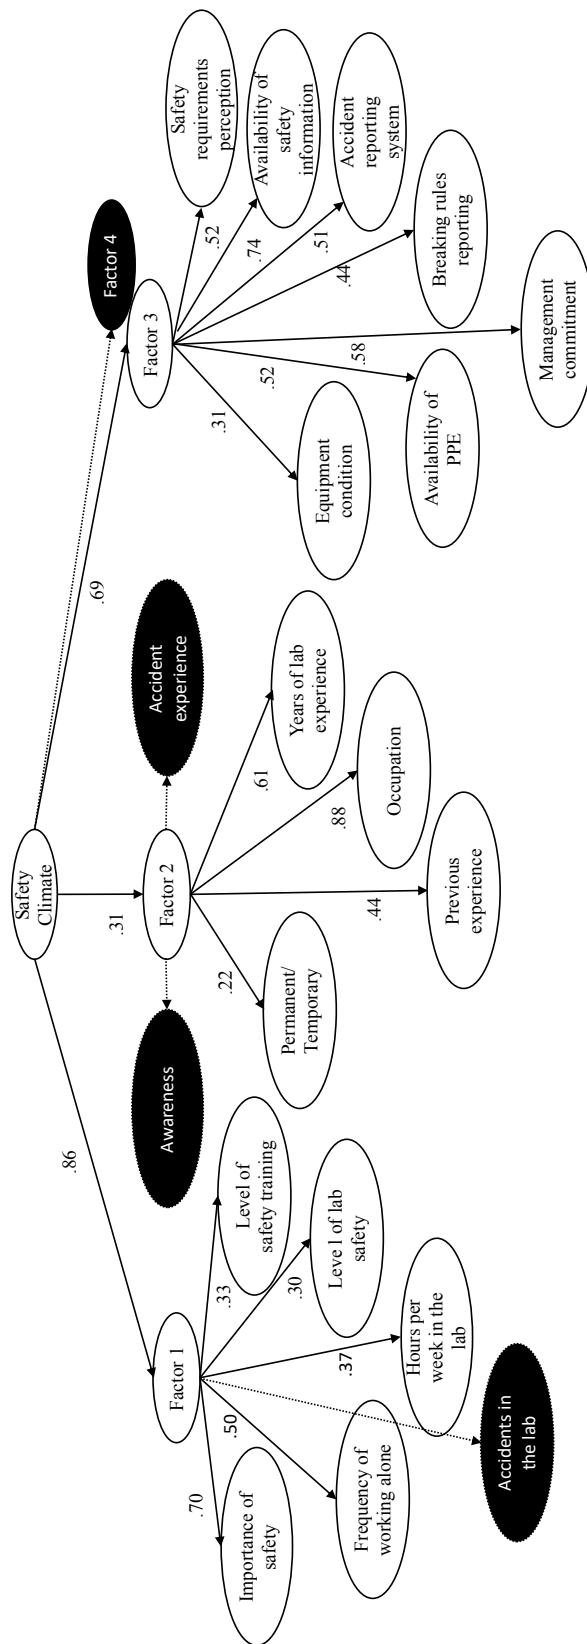 Safety
Climate
.86
.31
.69
Factor 1
Awareness
Factor 2
Accident
experience
Factor 3
Factor 4
.70
.50
.37
.30
.33
Importance of
safety
Frequency of
working alone
Accidents in
the lab
Hours per
week in the
lab
Leve l of lab
safety
Level of
safety training
.22
.44
.88
.61
Permanent/
Temporary
Previous
experience
Occupation
Years of lab
experience
.31
.52
.58
.44
.51
.74
.52
Equipment
condition
Availability of
PPE
Management
commitment
Breaking rules
reporting
Accident
reporting
system
Availability of
safety
information
Safety
requirements
perception